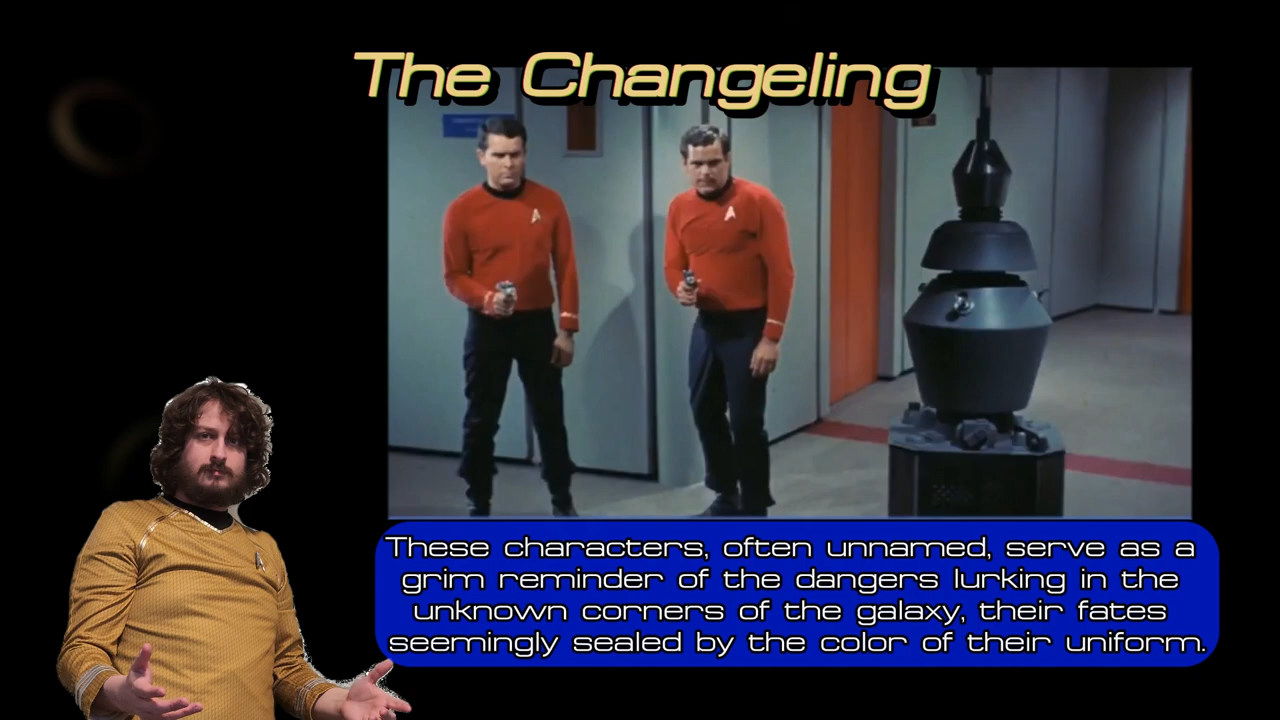 The Changeling
These characters, often unnamed, serve as a
grim reminder of the dangers lurking in the
unknown corners of the galaxy, their fates
seemingly sealed by the color of their uniform.